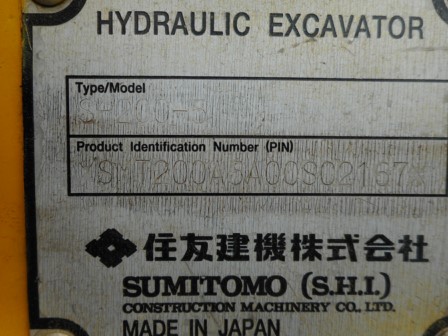 HYDRAULIC EXCAVATOR
Type/Model
Product Identification Number (PIN)
住友建機株式会社
SUMITOMO (S.H.I.)
CONSTRUCTION MACHINERY CO., LTD.
MADE IN JAPAN